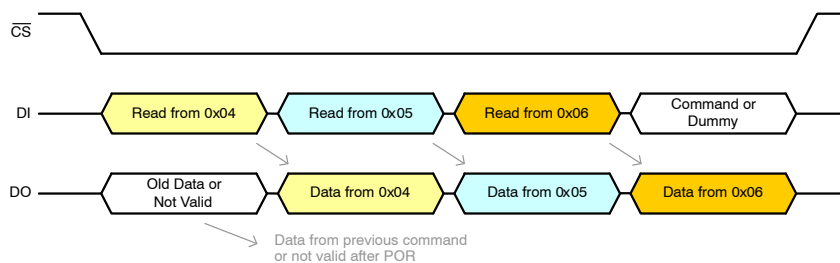 CS
DI
Read from 0x04
Read from 0x05
Read from 0x06
Command or
Dummy
DO
Old Data or
Not Valid
Data from 0x04
Data from 0x05
Data from 0x06
Data from previous command
or not valid after POR